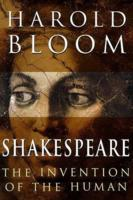 HAROLD
BLOOM
SHAKESPEARE
THE INVENTION
OF THE HUMAN